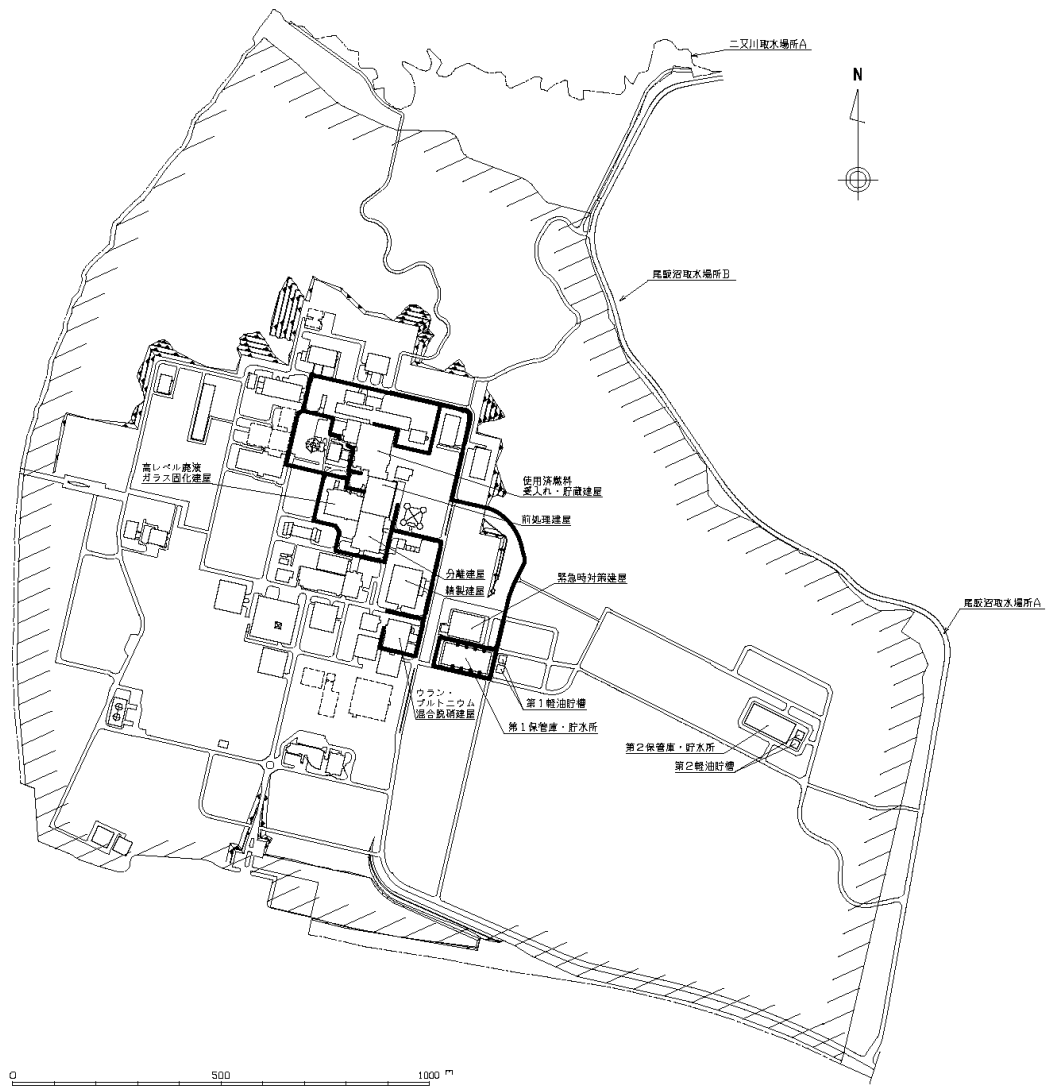 二又川取水場所A
N
尾駮沼取水場所B
高レベル廃液
ガラス固化建屋
使用済燃料
受入れ・貯蔵建屋
前処理建屋
分離建屋
精製建屋
緊急時対策建屋
尾駮沼取水場所A
ウラン・
プルトニウム
混合脱硝建屋
第1軽油貯槽
第1保管庫・貯水所
第2保管庫・貯水所
第2軽油貯槽
0 500 1000 m